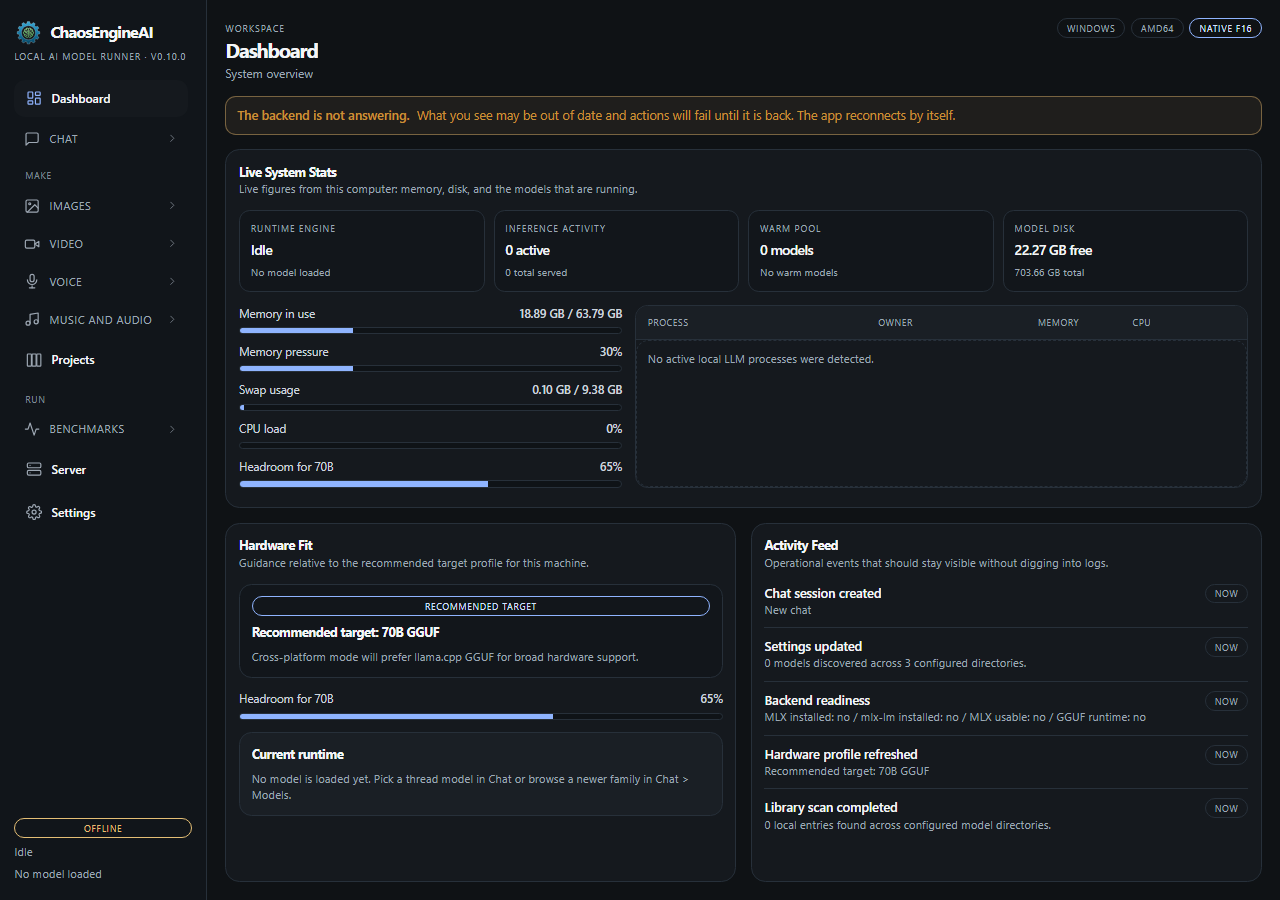 ChaosEngineAI
LOCAL AI MODEL RUNNER · V0.10.0
Dashboard
CHAT
MAKE
IMAGES
VIDEO
VOICE
MUSIC AND AUDIO
Projects
RUN
BENCHMARKS
Server
Settings
OFFLINE
Idle
No model loaded
WORKSPACE
Dashboard
System overview
WINDOWS
AMD64
NATIVE F16
The backend is not answering. What you see may be out of date and actions will fail until it is back. The app reconnects by itself.
Live System Stats
Live figures from this computer: memory, disk, and the models that are running.
RUNTIME ENGINE
Idle
No model loaded
INFERENCE ACTIVITY
0 active
0 total served
WARM POOL
0 models
No warm models
MODEL DISK
22.27 GB free
703.66 GB total
Memory in use 18.89 GB / 63.79 GB
Memory pressure 30%
Swap usage 0.10 GB / 9.38 GB
CPU load 0%
Headroom for 70B 65%
PROCESS OWNER MEMORY CPU
No active local LLM processes were detected.
Hardware Fit
Guidance relative to the recommended target profile for this machine.
RECOMMENDED TARGET
Recommended target: 70B GGUF
Cross-platform mode will prefer llama.cpp GGUF for broad hardware support.
Headroom for 70B 65%
Current runtime
No model is loaded yet. Pick a thread model in Chat or browse a newer family in Chat >
Models.
Activity Feed
Operational events that should stay visible without digging into logs.
Chat session created NOW
New chat
Settings updated NOW
0 models discovered across 3 configured directories.
Backend readiness NOW
MLX installed: no / mlx-lm installed: no / MLX usable: no / GGUF runtime: no
Hardware profile refreshed NOW
Recommended target: 70B GGUF
Library scan completed NOW
0 local entries found across configured model directories.